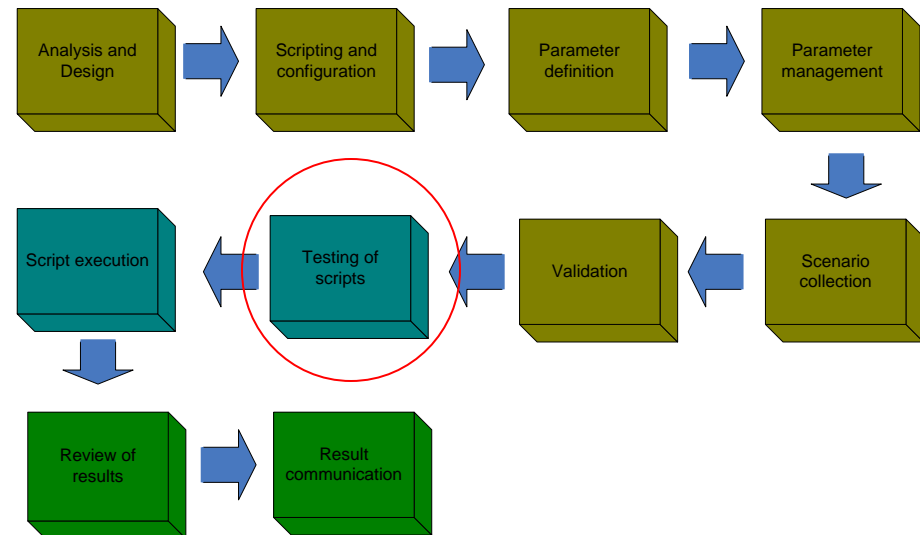 Analysis and
Design
Scripting and
configuration
Parameter
definition
Parameter
management
Scenario
collection
Validation
Testing of
scripts
Script execution
Review of
results
Result
communication